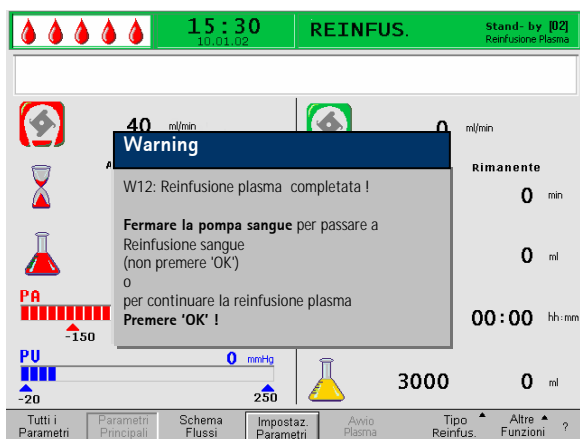 15:30
10.01.02
REINFUS.
Stand- by [02]
Reinfusione Plasma
40 ml/min
0 ml/min
Warning
W12: Reinfusione plasma completata !
Fermare la pompa sangue per passare a
Reinfusione sangue
(non premere 'OK')
o
per continuare la reinfusione plasma
Premere 'OK' !
Rimanente
0 min
0 ml
PA
-150
00:00 hh:mm
PV
0 mmHg
-20
250
3000
0 ml
Tutti i
Parametri
Parametri
Principali
Schema
Flussi
Impostaz.
Parametri
Avvio
Plasma
Tipo
Reinfus.
Altre
Funzioni
?